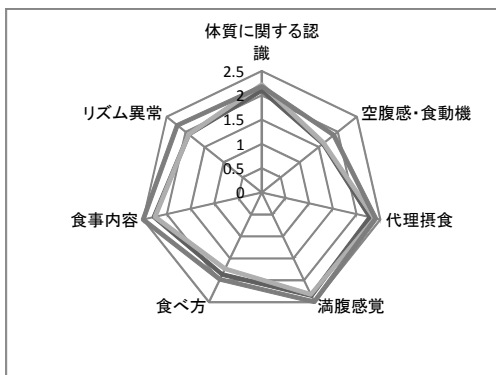 体質に関する認
識
2.5
2
1.5
1
0.5
0
空腹感・食動機
代理摂食
満腹感覚
食べ方
食事内容
リズム異常